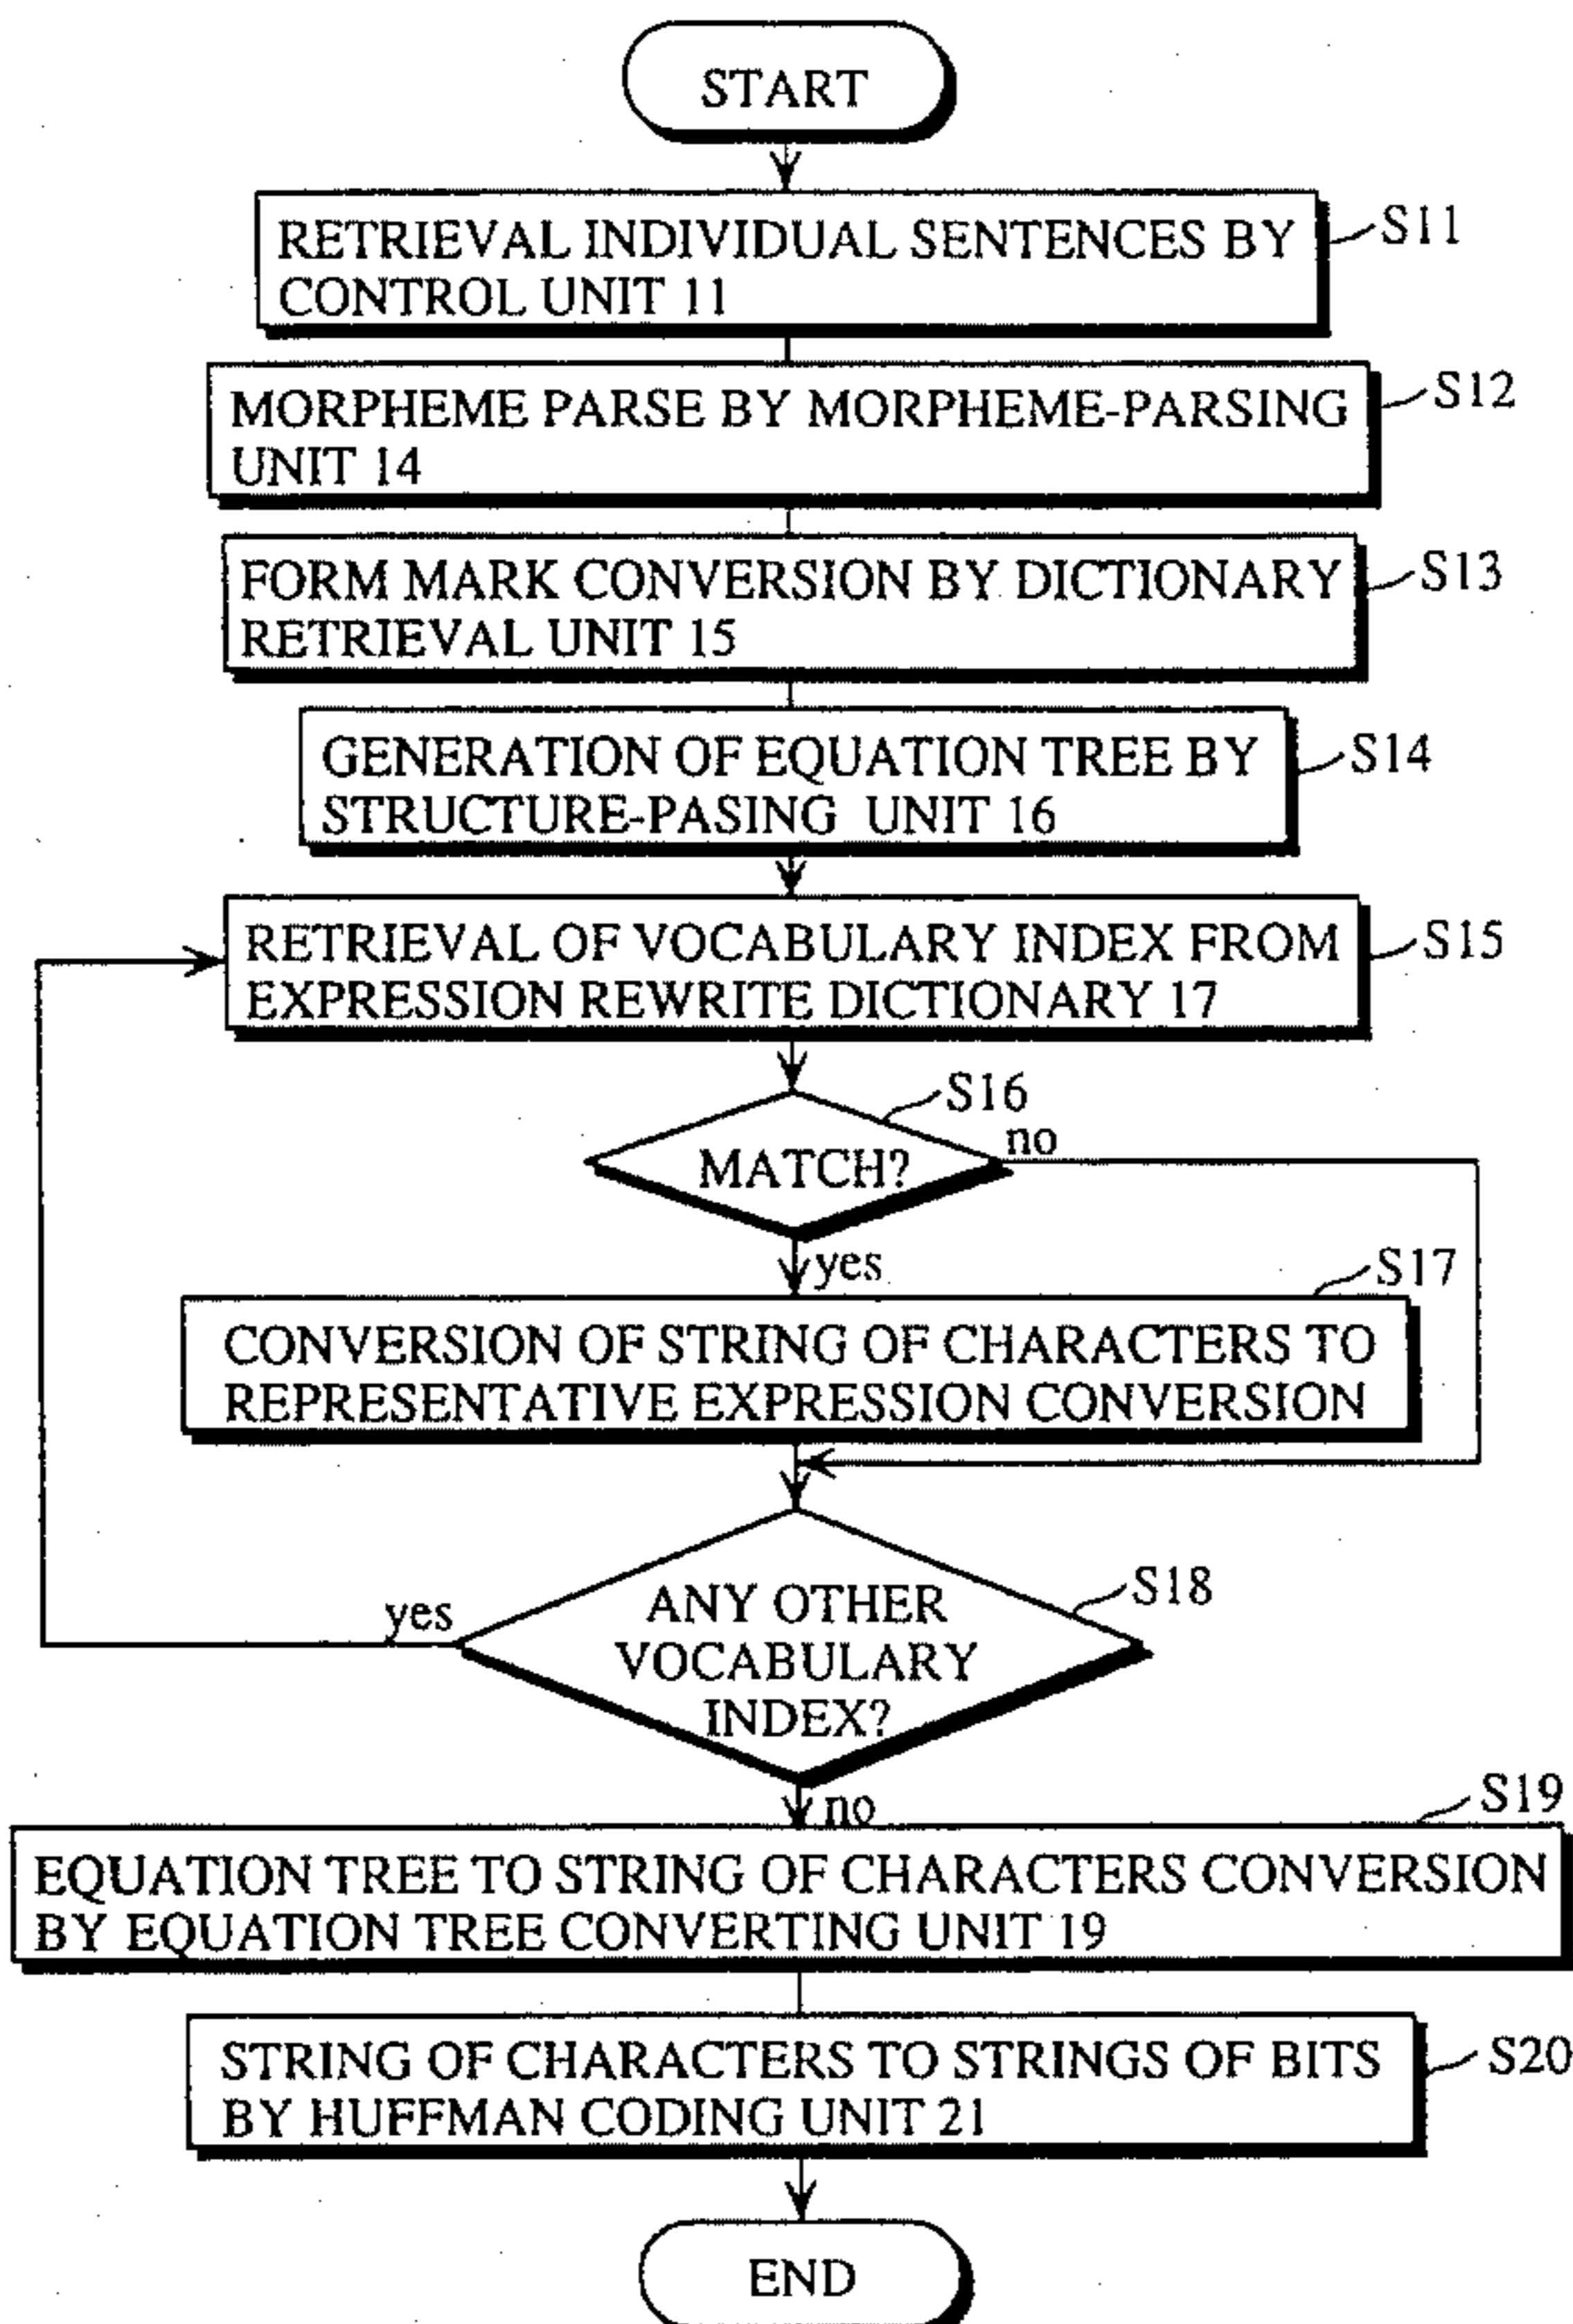 START
RETRIEVAL INDIVIDUAL SENTENCES BY
CONTROL UNIT 11
S11
MORPHEME PARSE BY MORPHEME-PARSING
UNIT 14
S12
FORM MARK CONVERSION BY DICTIONARY
RETRIEVAL UNIT 15
S13
GENERATION OF EQUATION TREE BY
STRUCTURE-PASING UNIT 16
S14
RETRIEVAL OF VOCABULARY INDEX FROM
EXPRESSION REWRITE DICTIONARY 17
S15
S16
MATCH?
no
yes
S17
CONVERSION OF STRING OF CHARACTERS TO
REPRESENTATIVE EXPRESSION CONVERSION
S18
yes
ANY OTHER
VOCABULARY
INDEX?
no
S19
EQUATION TREE TO STRING OF CHARACTERS CONVERSION
BY EQUATION TREE CONVERTING UNIT 19
STRING OF CHARACTERS TO STRINGS OF BITS
BY HUFFMAN CODING UNIT 21
S20
END